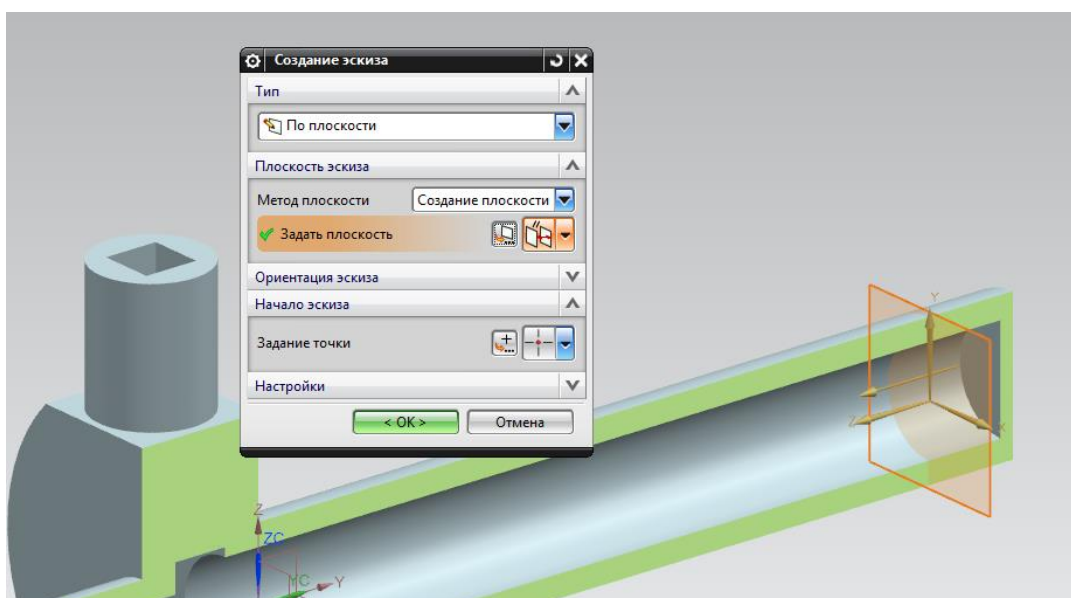 Создание эскиза
Тип
По плоскости
Плоскость эскиза
Метод плоскости Создание плоскости
Задать плоскость
Ориентация эскиза
Начало эскиза
Задание точки
Настройки
< OK > Отмена
Y
Z X
Z
ZC
YC Y